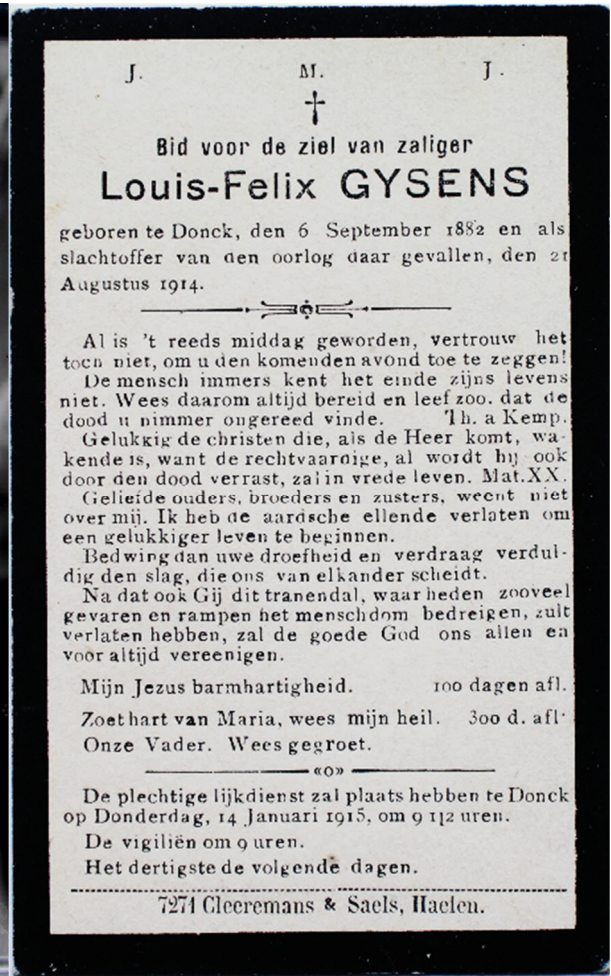 J. M. J.
Bid voor de ziel van zaliger
Louis-Felix GYSENS
geboren te Donck, den 6 September 1882 en als
slachtoffer van den oorlog daar gevallen, den 21
Augustus 1914.
Al is 't reeds middag geworden, vertrouw het
toch niet, om u den komenden avond toe te zeggen!
De mensch immers kent het einde zijns levens
niet. Wees daarom altijd bereid en leef zoo. dat de
dood u nimmer ongereed vinde. Th. a Kemp.
Gelukkig de christen die, als de Heer komt, wa-
kende is, want de rechtvaardige, al wordt hij ook
door den dood verrast, zal in vrede leven. Mat.XX.
Geliefde ouders, broeders en zusters, weent niet
over mij. Ik heb de aardsche ellende verlaten om
een gelukkiger leven te beginnen.
Bedwing dan uwe droefheid en verdraag verdul-
dig den slag, die ons van elkander scheidt.
Na dat ook Gij dit tranendal, waar heden zooveel
gevaren en rampen het menschdom bedreigen, zult
verlaten hebben, zal de goede God ons allen en
voor altijd vereenigen.
Mijn Jezus barmhartigheid. 100 dagen afl.
Zoet hart van Maria, wees mijn heil. 300 d. afl.
Onze Vader. Wees gegroet.
«o»
De plechtige lijkdienst zal plaats hebben te Donck
op Donderdag, 14 Januari 1915, om 9 1|2 uren.
De vigiliën om 9 uren.
Het dertigste de volgende dagen.
7271 Cleeremans & Saels, Haelen.